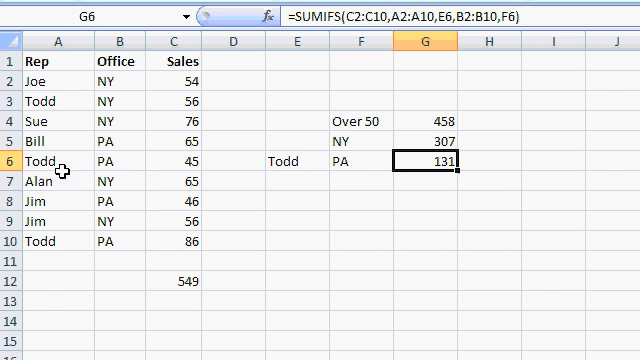 G6 fx =SUMIFS(C2:C10,A2:A10,E6,B2:B10,F6)
A B C D E F G H I J
1 Rep Office Sales
2 Joe NY 54
3 Todd NY 56
4 Sue NY 76 Over 50 458
5 Bill PA 65 NY 307
6 Todd PA 45 Todd PA 131
7 Alan NY 65
8 Jim PA 46
9 Jim NY 56
10 Todd PA 86
11
12 549
13
14
15
16